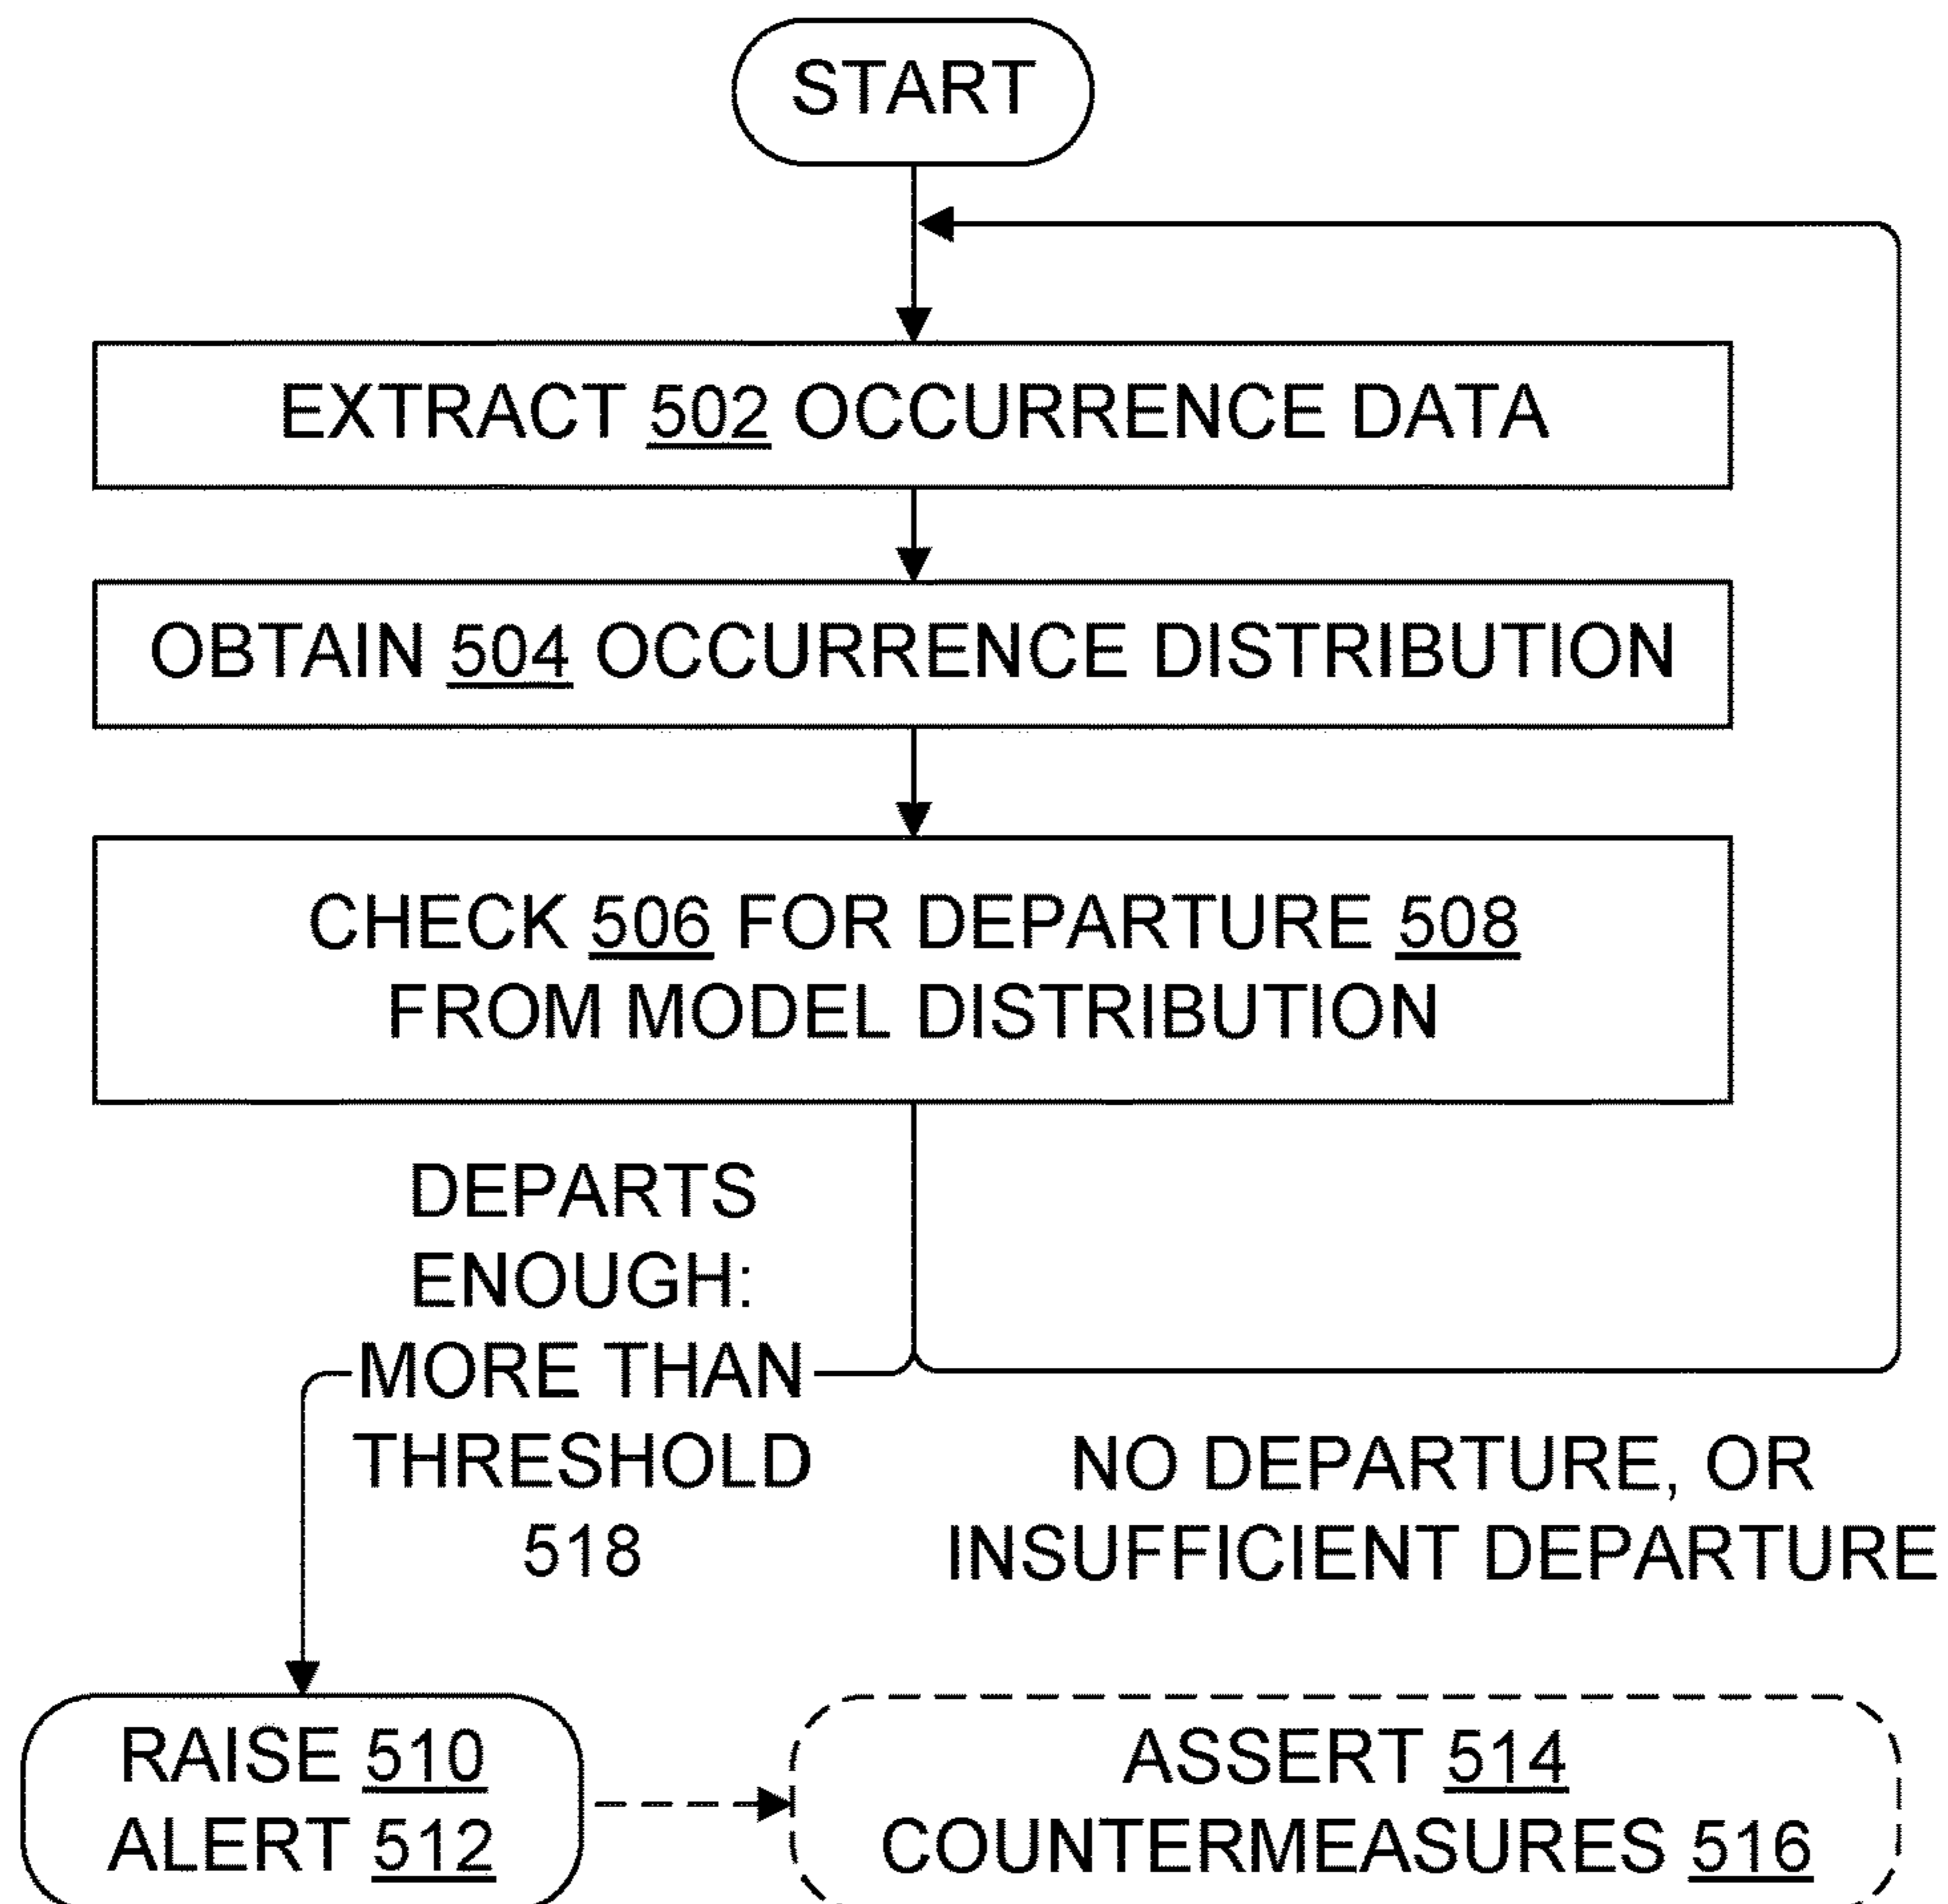 START
EXTRACT 502 OCCURRENCE DATA
OBTAIN 504 OCCURRENCE DISTRIBUTION
CHECK 506 FOR DEPARTURE 508
FROM MODEL DISTRIBUTION
DEPARTS
ENOUGH:
MORE THAN
THRESHOLD
518
NO DEPARTURE, OR
INSUFFICIENT DEPARTURE
RAISE 510
ALERT 512
ASSERT 514
COUNTERMEASURES 516